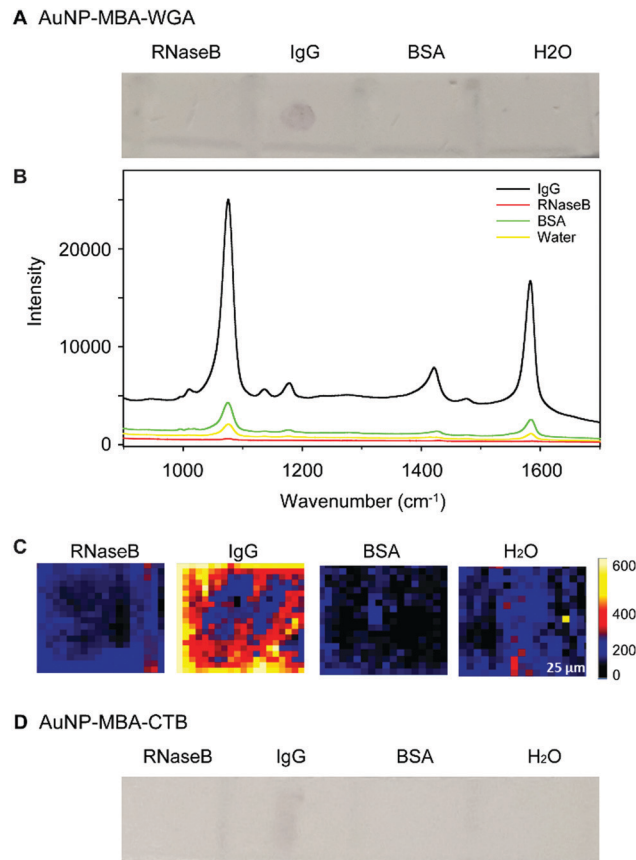 A AuNP-MBA-WGA
RNaseB IgG BSA H2O
B
IgG
RNaseB
BSA
Water
20000
10000
0
Intensity
1000 1200 1400 1600
Wavenumber (cm⁻¹)
C
RNaseB IgG BSA H₂O
600
400
200
0
25 µm
D AuNP-MBA-CTB
RNaseB IgG BSA H₂O